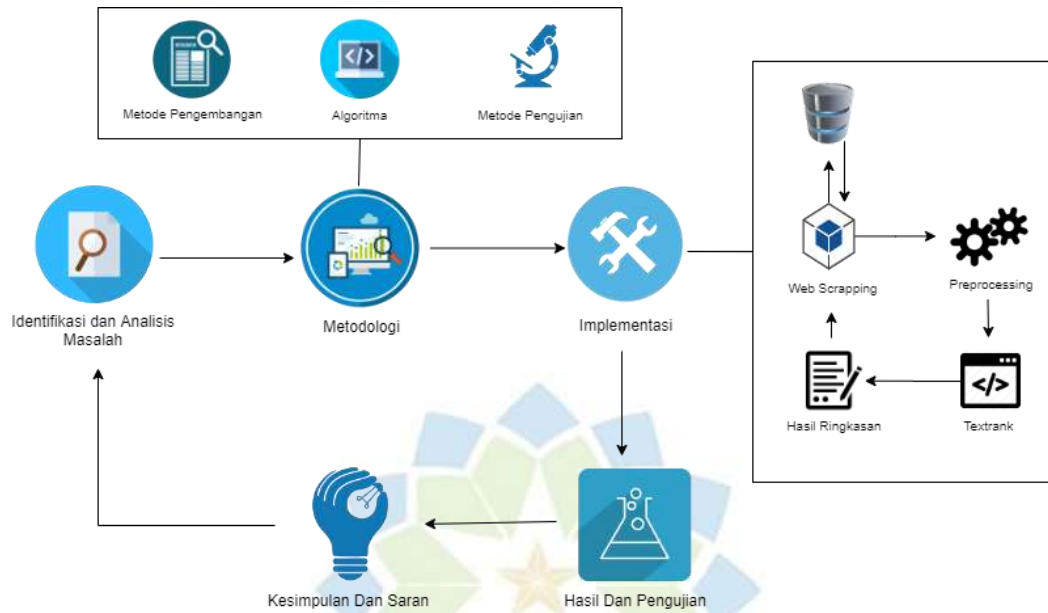 Metode Pengembangan
Algoritma
Metode Pengujian
Identifikasi dan Analisis
Masalah
Metodologi
Implementasi
Web Scrapping
Preprocessing
Hasil Ringkasan
Textrank
Kesimpulan Dan Saran
Hasil Dan Pengujian